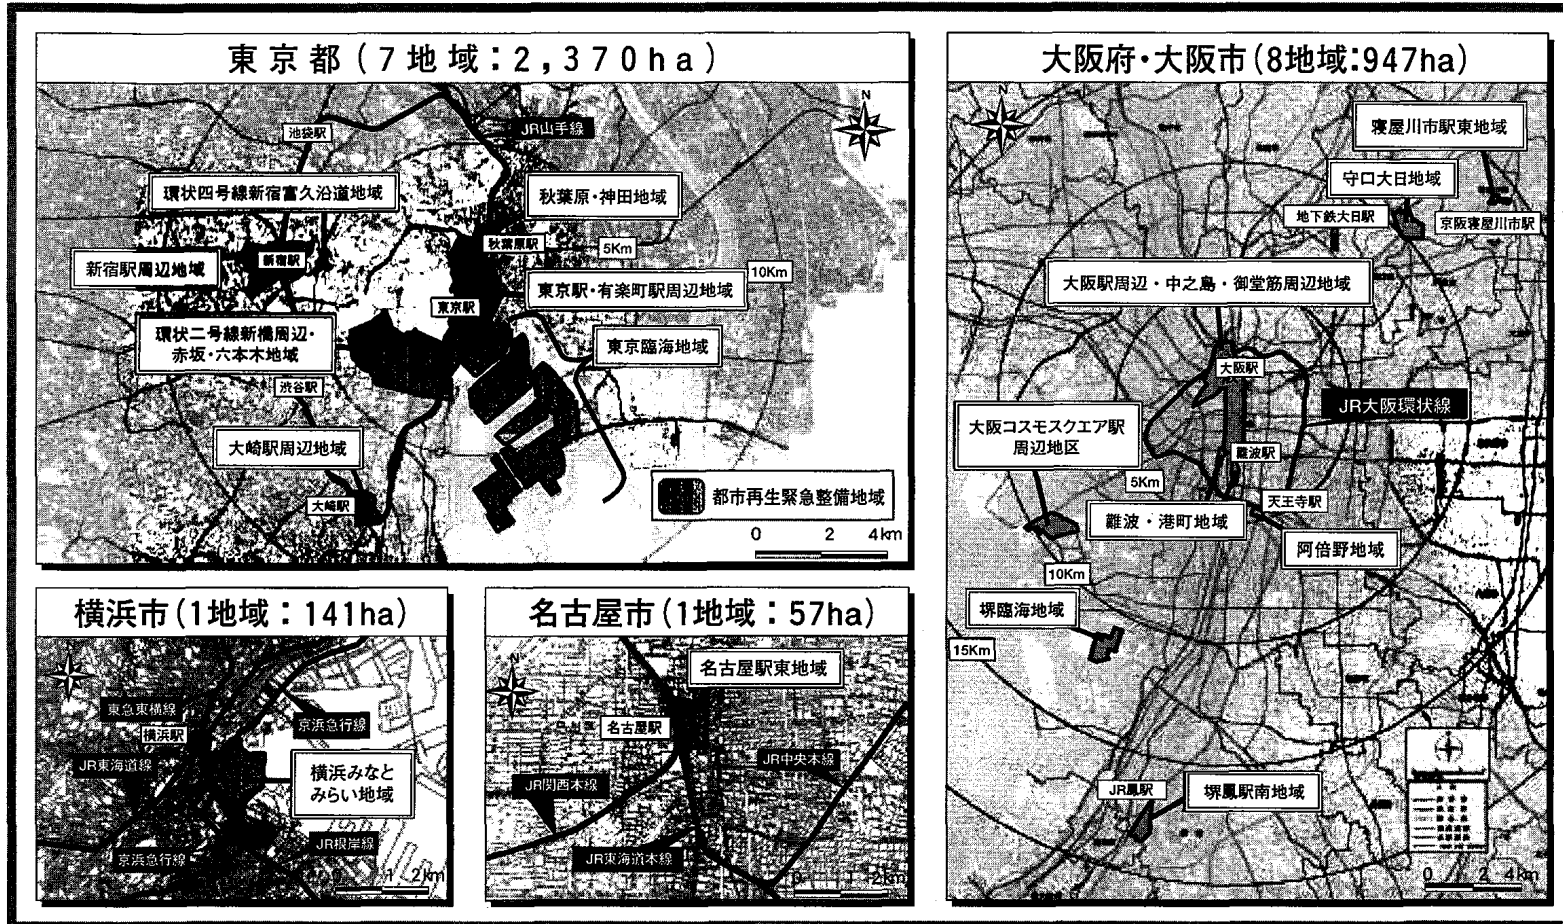 東京都(7地域:2,370ha)
池袋駅
JR山手線
N
環状四号線新宿富久沿道地域
秋葉原・神田地域
秋葉原駅
5Km
新宿駅周辺地域
新宿駅
10Km
東京駅・有楽町駅周辺地域
東京駅
環状二号線新橋周辺・
赤坂・六本木地域
東京臨海地域
渋谷駅
大崎駅周辺地域
大崎駅
都市再生緊急整備地域
0 2 4km
横浜市(1地域:141ha)
東急東横線
京浜急行線
横浜駅
JR東海道線
横浜みなと
みらい地域
京浜急行線
JR根岸線
0 1 2km
名古屋市(1地域:57ha)
N
名古屋駅東地域
名古屋駅
JR中央本線
JR関西本線
JR東海道本線
0 2km
大阪府・大阪市(8地域:947ha)
N
寝屋川市駅東地域
守口大日地域
地下鉄大日駅
京阪寝屋川市駅
大阪駅周辺・中之島・御堂筋周辺地域
大阪駅
JR大阪環状線
大阪コスモスクエア駅
周辺地区
難波駅
5Km
天王寺駅
難波・港町地域
阿倍野地域
10Km
堺臨海地域
15Km
JR鳳駅
堺鳳駅南地域
0 2 4km